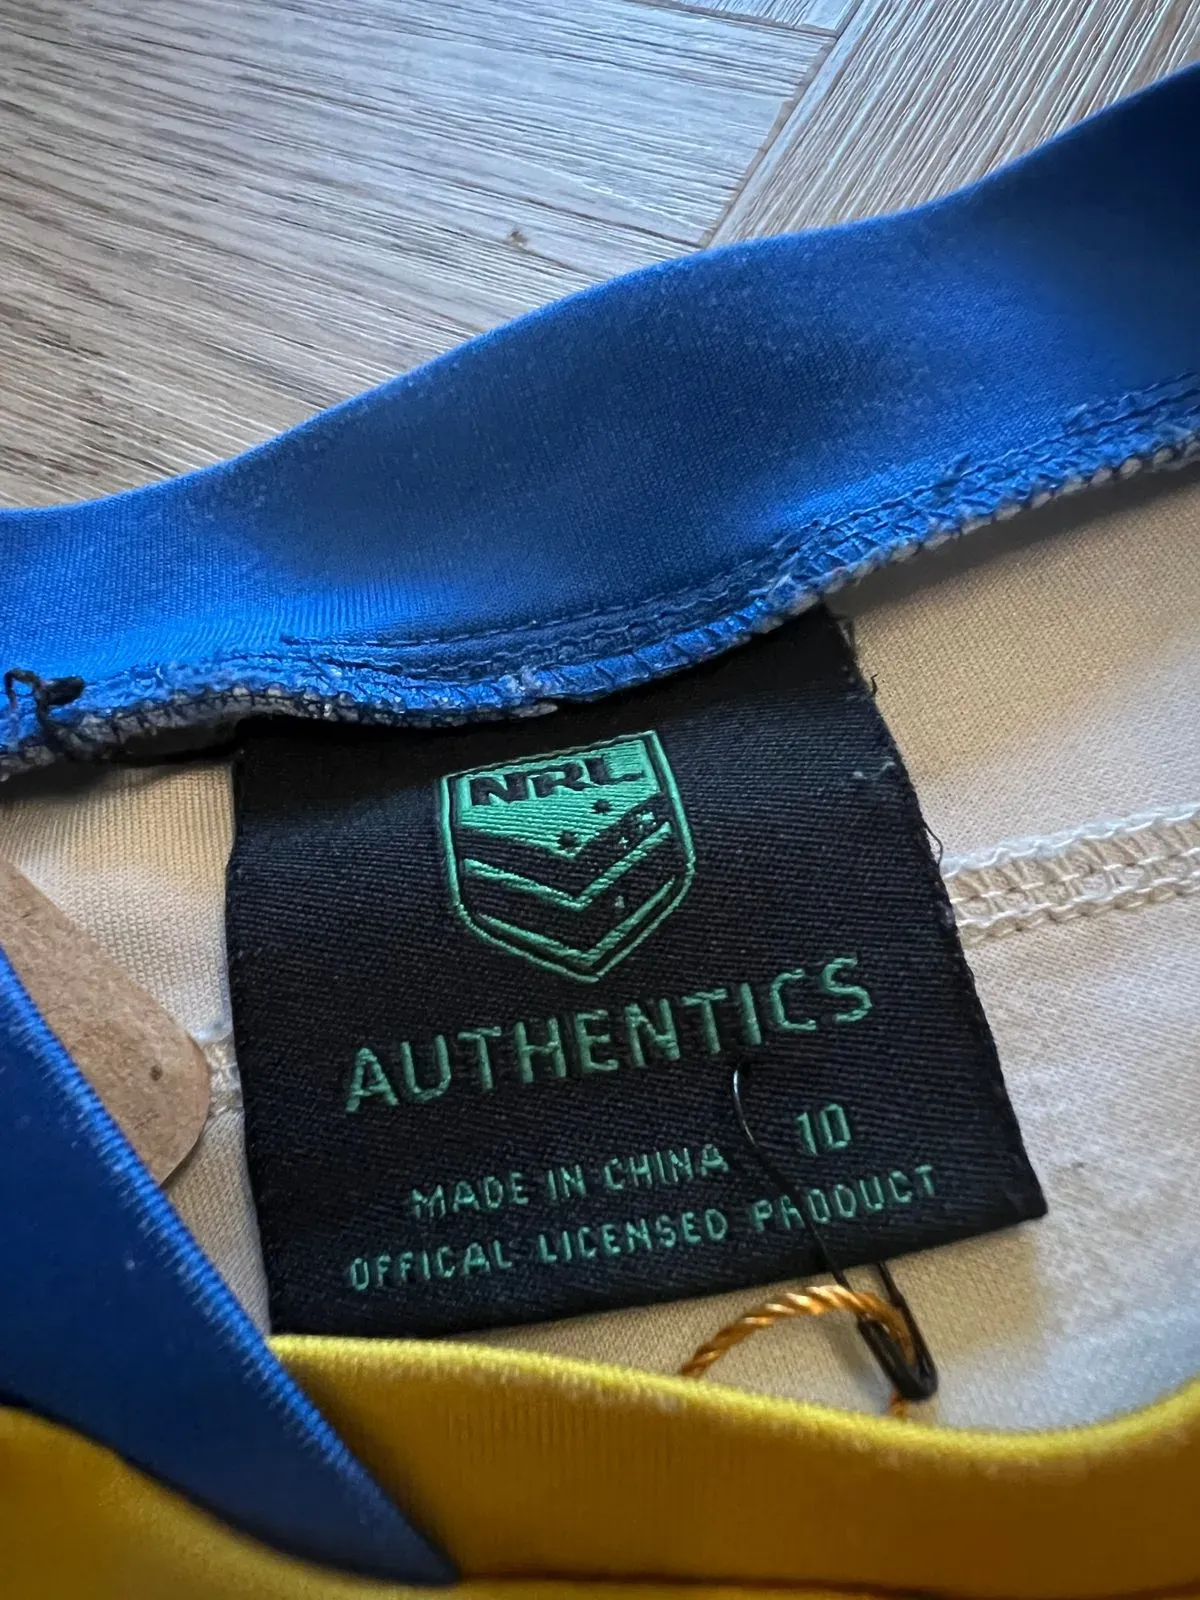 NRL
AUTHENTICS
10
MADE IN CHINA
OFFICAL LICENSED PRODUCT